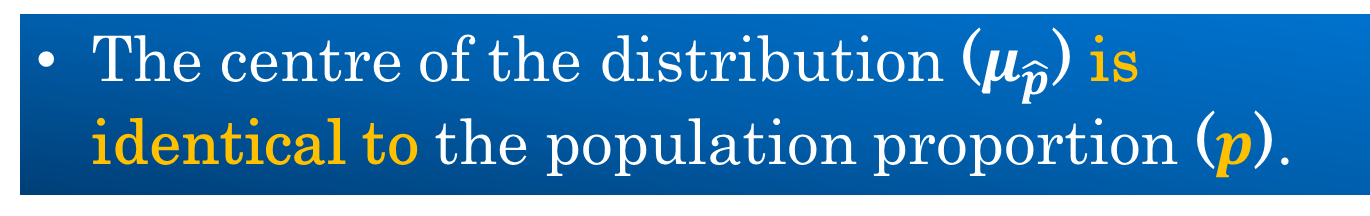 • The centre of the distribution (μ_p̂) is
identical to the population proportion (p).